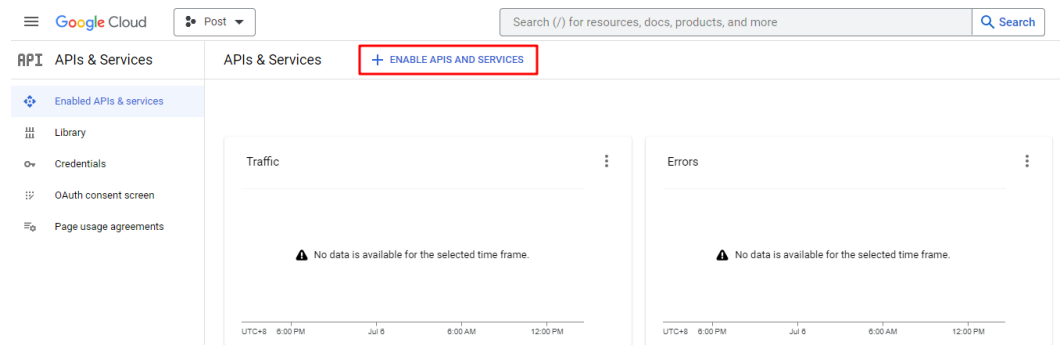 Google Cloud
Post
Search (/) for resources, docs, products, and more
Search
API APIs & Services
APIs & Services
+ ENABLE APIS AND SERVICES
Enabled APIs & services
Library
Credentials
OAuth consent screen
Page usage agreements
Traffic
No data is available for the selected time frame.
UTC+8 6:00 PM Jul 6 6:00 AM 12:00 PM
Errors
No data is available for the selected time frame.
UTC+8 6:00 PM Jul 6 6:00 AM 12:00 PM